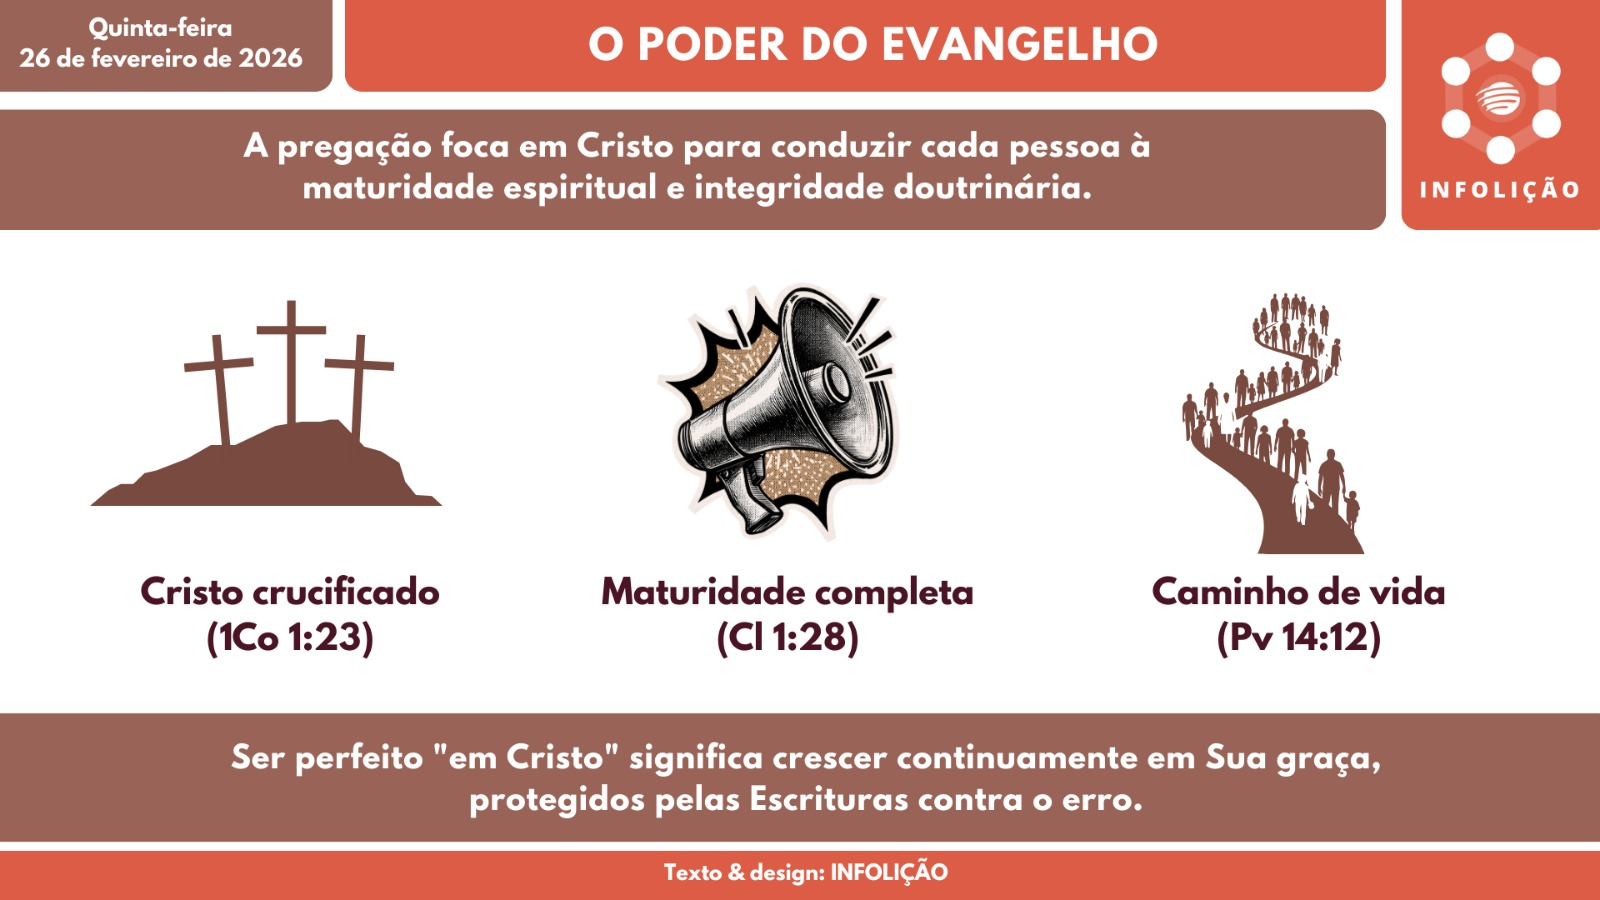 Quinta-feira
26 de fevereiro de 2026
O PODER DO EVANGELHO
INFOLIÇÃO
A pregação foca em Cristo para conduzir cada pessoa à
maturidade espiritual e integridade doutrinária.
Cristo crucificado
(1Co 1:23)
Maturidade completa
(Cl 1:28)
Caminho de vida
(Pv 14:12)
Ser perfeito "em Cristo" significa crescer continuamente em Sua graça,
protegidos pelas Escrituras contra o erro.
Texto & design: INFOLIÇÃO